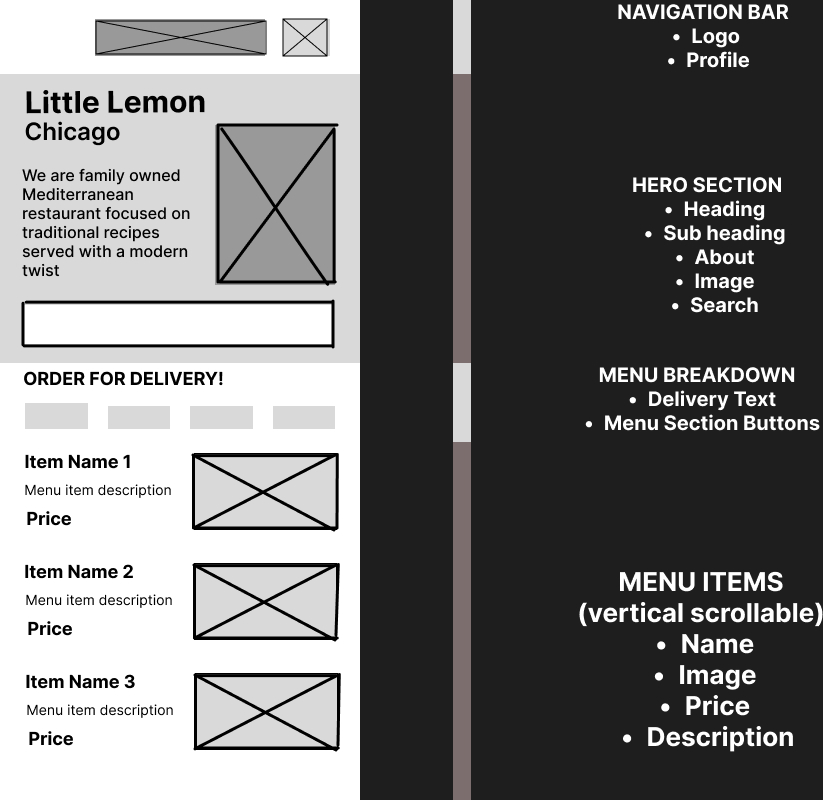 Little Lemon
Chicago
We are family owned
Mediterranean
restaurant focused on
traditional recipes
served with a modern
twist
ORDER FOR DELIVERY!
Item Name 1
Menu item description
Price
Item Name 2
Menu item description
Price
Item Name 3
Menu item description
Price
NAVIGATION BAR
• Logo
• Profile
HERO SECTION
• Heading
• Sub heading
• About
• Image
• Search
MENU BREAKDOWN
• Delivery Text
• Menu Section Buttons
MENU ITEMS
(vertical scrollable)
• Name
• Image
• Price
• Description